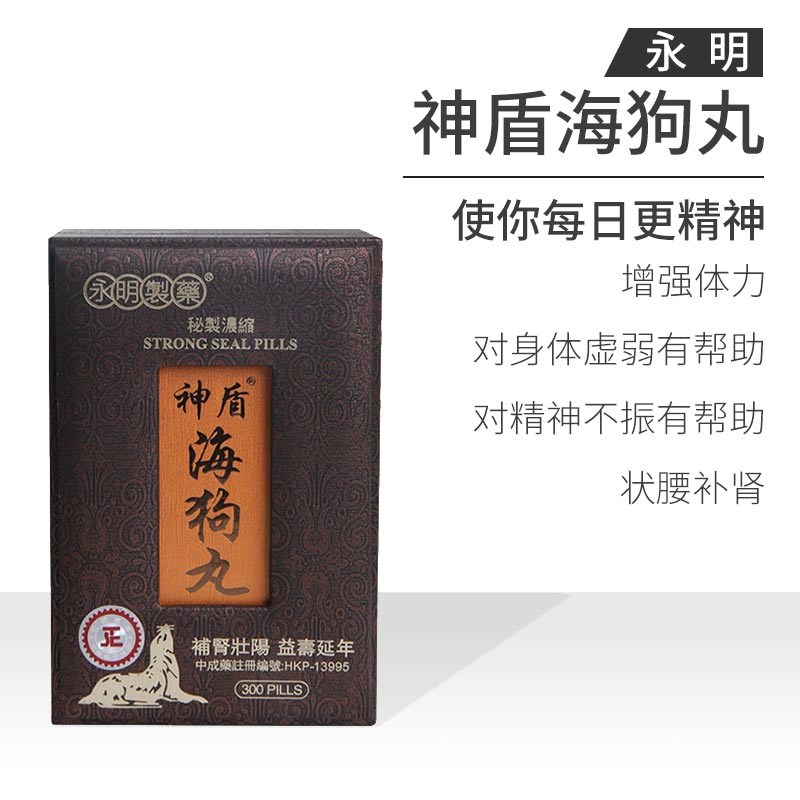 永明
神盾海狗丸
使你每日更精神
增强体力
对身体虚弱有帮助
对精神不振有帮助
状腰补肾
永明製藥®
秘製濃縮
STRONG SEAL PILLS
神盾®
海狗丸
正
補腎壯陽 益壽延年
中成藥註冊編號:HKP-13995
300 PILLS